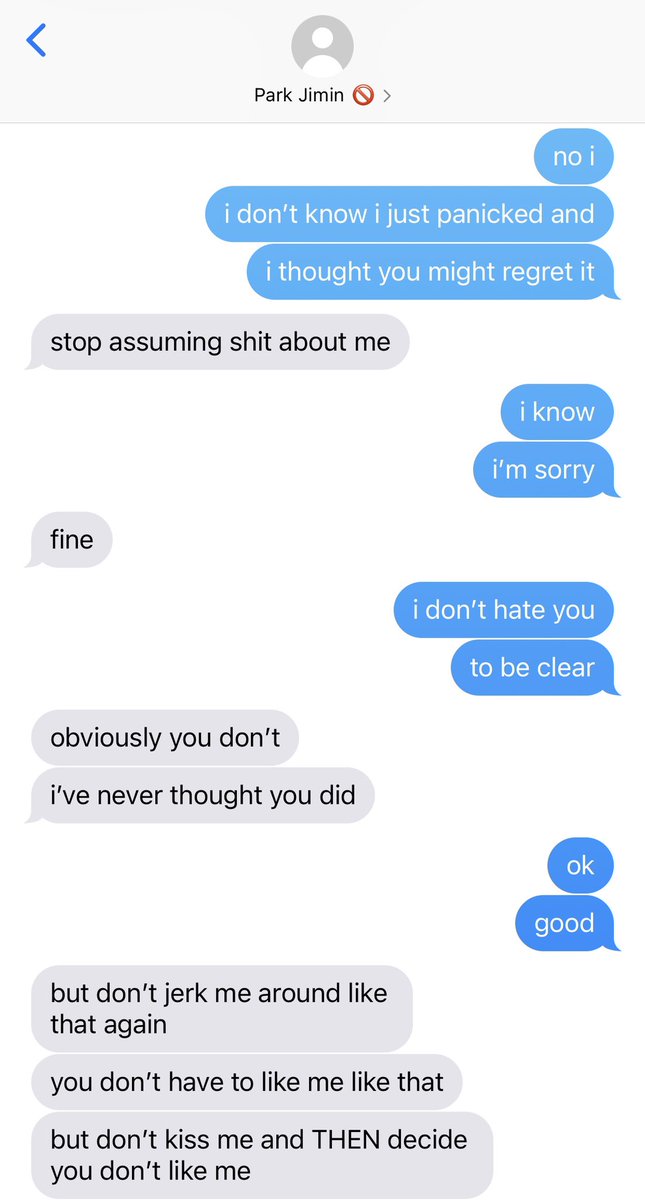 Park Jimin 🚫 >
no i
i don’t know i just panicked and
i thought you might regret it
stop assuming shit about me
i know
i’m sorry
fine
i don’t hate you
to be clear
obviously you don’t
i’ve never thought you did
ok
good
but don’t jerk me around like
that again
you don’t have to like me like that
but don’t kiss me and THEN decide
you don’t like me